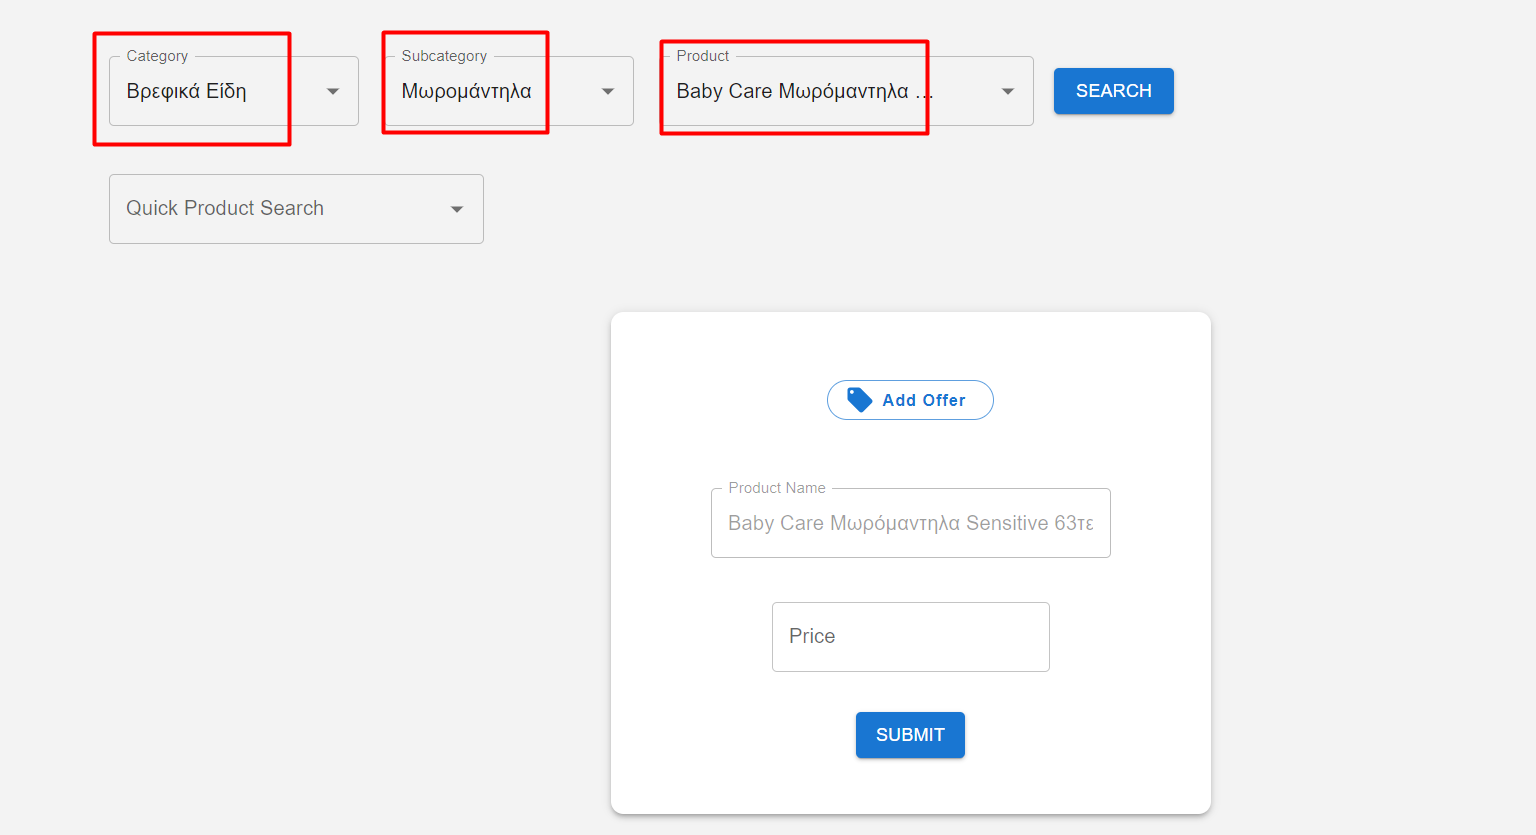 Category
Βρεφικά Είδη
Subcategory
Μωρομάντηλα
Product
Baby Care Μωρόμαντηλα ...
SEARCH
Quick Product Search
Add Offer
Product Name
Baby Care Μωρόμαντηλα Sensitive 63τε
Price
SUBMIT